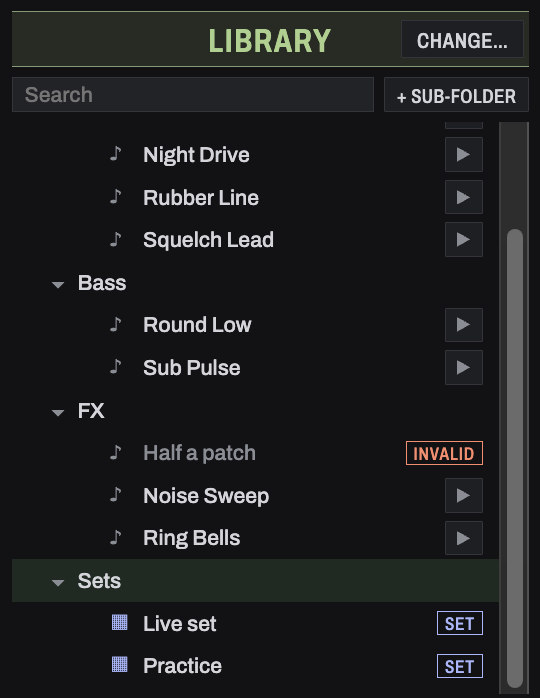 LIBRARY
CHANGE...
Search
+ SUB-FOLDER
Night Drive
Rubber Line
Squelch Lead
Bass
Round Low
Sub Pulse
FX
Half a patch
INVALID
Noise Sweep
Ring Bells
Sets
Live set
SET
Practice
SET